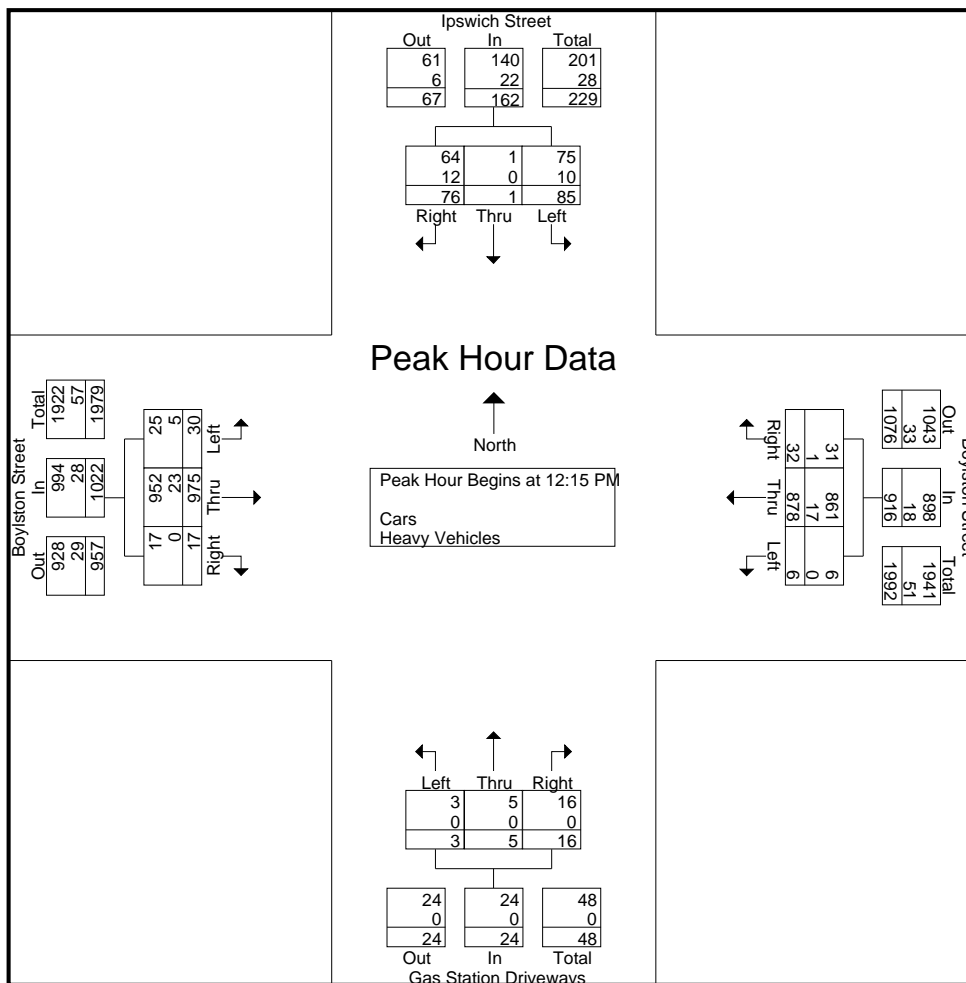 Ipswich Street
Out In Total
61 140 201
6 22 28
67 162 229
64 1 75
12 0 10
76 1 85
Right Thru Left
Peak Hour Data
North
Peak Hour Begins at 12:15 PM
Cars
Heavy Vehicles
Boylston Street
Out In Total
928 994 1922
29 28 57
957 1022 1979
17 952 25
0 23 5
17 975 30
Right Thru Left
Boylston Street
Out In Total
1043 898 1941
33 18 51
1076 916 1992
31 861 6
1 17 0
32 878 6
Right Thru Left
Left Thru Right
3 5 16
0 0 0
3 5 16
24 24 48
0 0 0
24 24 48
Out In Total
Gas Station Driveways